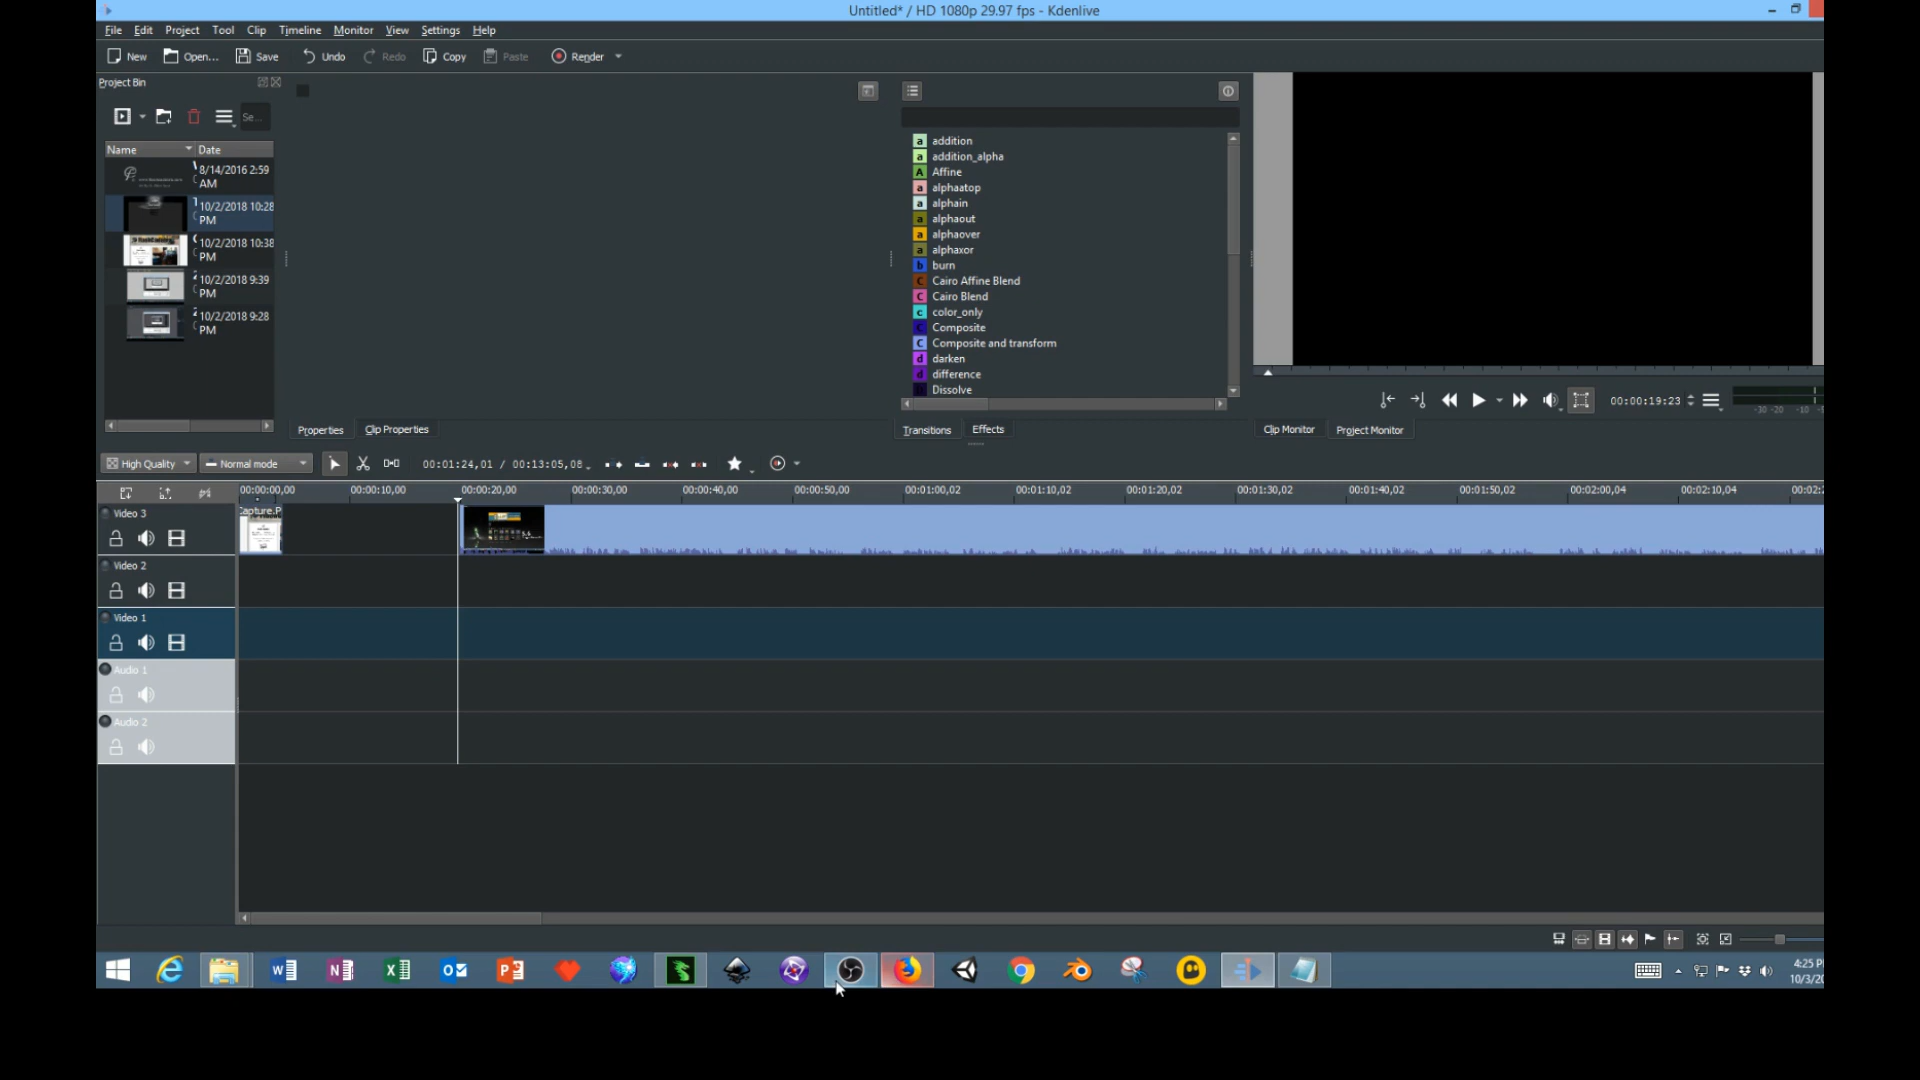 Untitled* / HD 1080p 29.97 fps - Kdenlive
File Edit Project Tool Clip Timeline Monitor View Settings Help
New Open... Save Undo Redo Copy Paste Render
Project Bin
Se...
Name Date
8/14/2016 2:59 AM
10/2/2018 10:28 PM
10/2/2018 10:38 PM
10/2/2018 9:39 PM
10/2/2018 9:28 PM
addition
addition_alpha
Affine
alphaatop
alphain
alphaout
alphaover
alphaxor
burn
Cairo Affine Blend
Cairo Blend
color_only
Composite
Composite and transform
darken
difference
Dissolve
00:00:19:23
-30 -20 -10
Properties Clip Properties
Transitions Effects
Clip Monitor Project Monitor
High Quality Normal mode 00:01:24,01 / 00:13:05,08
00:00:00,00 00:00:10,00 00:00:20,00 00:00:30,00 00:00:40,00 00:00:50,00 00:01:00,02 00:01:10,02 00:01:20,02 00:01:30,02 00:01:40,02 00:01:50,02 00:02:00,04 00:02:10,04 00:02:2
Video 3
Capture.P
Video 2
Video 1
Audio 1
Audio 2
4:25 P
10/3/20